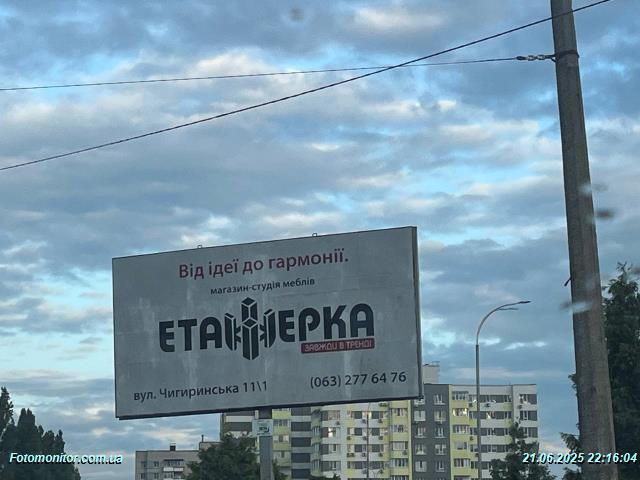 Від ідеї до гармонії.
магазин-студія меблів
ЕТАЖЕРКА
ЗАВЖДИ В ТРЕНДІ
вул. Чигиринська 11\1
(063) 277 64 76
Fotomonitor.com.ua
21.06.2025 22:16:04